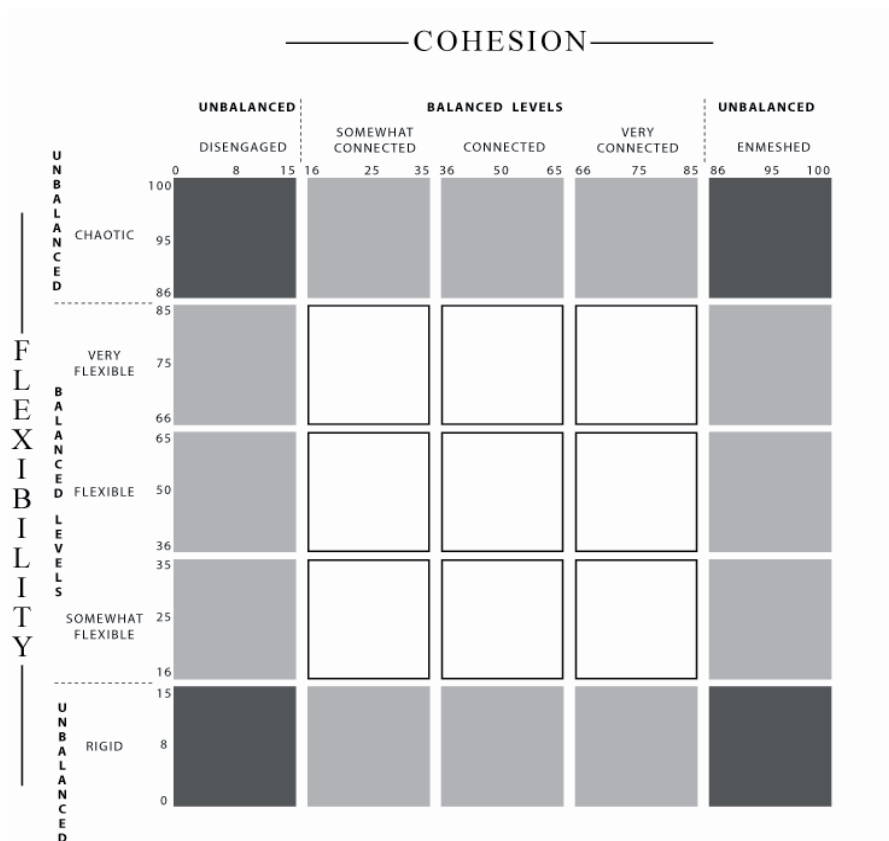 COHESION
UNBALANCED BALANCED LEVELS UNBALANCED
DISENGAGED SOMEWHAT CONNECTED CONNECTED VERY CONNECTED ENMESHED
0 8 15 16 25 35 36 50 65 66 75 85 86 95 100
FLEXIBILITY
UNBALANCED
CHAOTIC
100
95
86
BALANCED LEVELS
VERY
FLEXIBLE
85
75
66
FLEXIBLE
65
50
36
SOMEWHAT
FLEXIBLE
35
25
16
UNBALANCED
RIGID
15
8
0